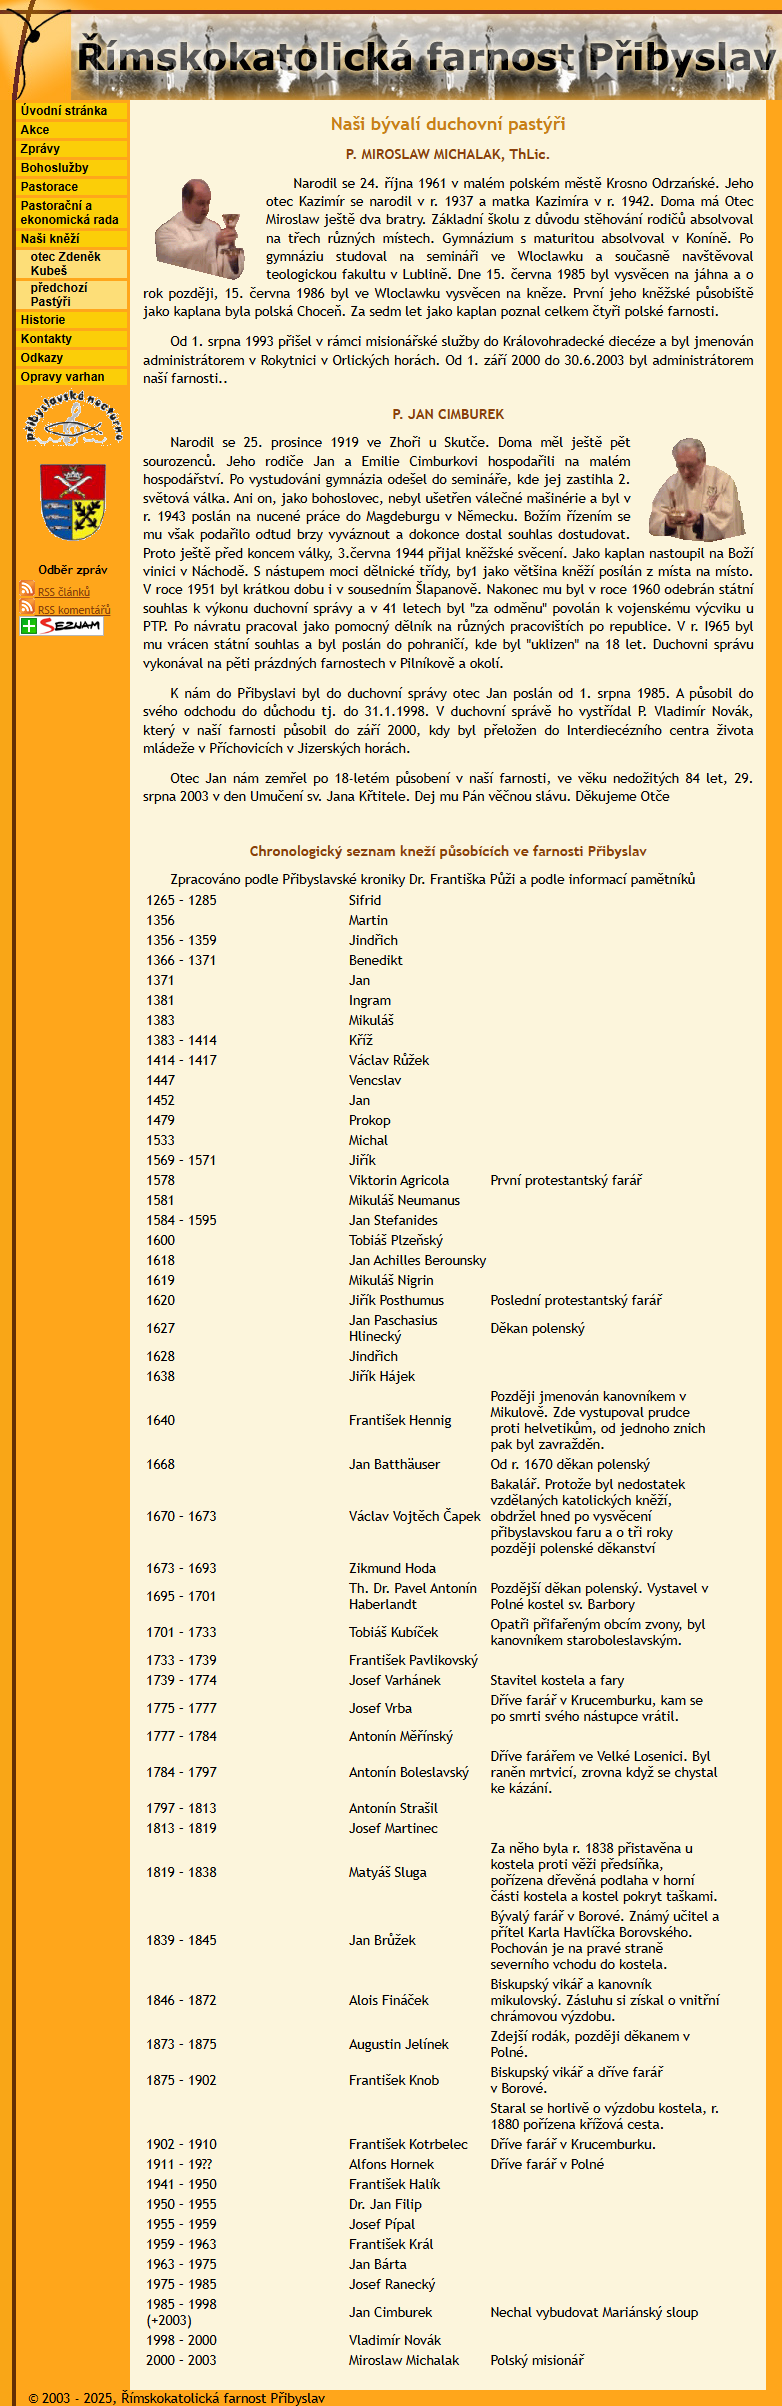 Římskokatolická farnost Přibyslav
Úvodní stránka
Akce
Zprávy
Bohoslužby
Pastorace
Pastorační a
ekonomická rada
Naši kněží
otec Zdeněk
Kubeš
předchozí
Pastýři
Historie
Kontakty
Odkazy
Opravy varhan
přibyslavské nocturno
Odběr zpráv
RSS článků
RSS komentářů
SEZNAM
Naši bývalí duchovní pastýři
P. MIROSLAW MICHALAK, ThLic.
Narodil se 24. října 1961 v malém polském městě Krosno Odrzańské. Jeho
otec Kazimír se narodil v r. 1937 a matka Kazimíra v r. 1942. Doma má Otec
Miroslaw ještě dva bratry. Základní školu z důvodu stěhování rodičů absolvoval
na třech různých místech. Gymnázium s maturitou absolvoval v Koníně. Po
gymnáziu studoval na semináři ve Wloclawku a současně navštěvoval
teologickou fakultu v Lublině. Dne 15. června 1985 byl vysvěcen na jáhna a o
rok později, 15. června 1986 byl ve Wloclawku vysvěcen na kněze. První jeho kněžské působiště
jako kaplana byla polská Choceň. Za sedm let jako kaplan poznal celkem čtyři polské farnosti.
Od 1. srpna 1993 přišel v rámci misionářské služby do Královohradecké diecéze a byl jmenován
administrátorem v Rokytnici v Orlických horách. Od 1. září 2000 do 30.6.2003 byl administrátorem
naší farnosti..
P. JAN CIMBUREK
Narodil se 25. prosince 1919 ve Zhoři u Skutče. Doma měl ještě pět
sourozenců. Jeho rodiče Jan a Emilie Cimburkovi hospodařili na malém
hospodářství. Po vystudováni gymnázia odešel do semináře, kde jej zastihla 2.
světová válka. Ani on, jako bohoslovec, nebyl ušetřen válečné mašinérie a byl v
r. 1943 poslán na nucené práce do Magdeburgu v Německu. Božím řízením se
mu však podařilo odtud brzy vyváznout a dokonce dostal souhlas dostudovat.
Proto ještě před koncem války, 3.června 1944 přijal kněžské svěcení. Jako kaplan nastoupil na Boží
vinici v Náchodě. S nástupem moci dělnické třídy, by1 jako většina kněží posílán z místa na místo.
V roce 1951 byl krátkou dobu i v sousedním Šlapanově. Nakonec mu byl v roce 1960 odebrán státní
souhlas k výkonu duchovní správy a v 41 letech byl "za odměnu" povolán k vojenskému výcviku u
PTP. Po návratu pracoval jako pomocný dělník na různých pracovištích po republice. V r. I965 byl
mu vrácen státní souhlas a byl poslán do pohraničí, kde byl "uklizen" na 18 let. Duchovni správu
vykonával na pěti prázdných farnostech v Pilníkově a okolí.
K nám do Přibyslavi byl do duchovní správy otec Jan poslán od 1. srpna 1985. A působil do
svého odchodu do důchodu tj. do 31.1.1998. V duchovní správě ho vystřídal P. Vladimír Novák,
který v naší farnosti působil do září 2000, kdy byl přeložen do Interdiecézního centra života
mládeže v Příchovicích v Jizerských horách.
Otec Jan nám zemřel po 18-letém působení v naší farnosti, ve věku nedožitých 84 let, 29.
srpna 2003 v den Umučení sv. Jana Křtitele. Dej mu Pán věčnou slávu. Děkujeme Otče
Chronologický seznam kneží působících ve farnosti Přibyslav
Zpracováno podle Přibyslavské kroniky Dr. Františka Půži a podle informací pamětníků
1265 – 1285 Sifrid
1356 Martin
1356 – 1359 Jindřich
1366 – 1371 Benedikt
1371 Jan
1381 Ingram
1383 Mikuláš
1383 – 1414 Kříž
1414 – 1417 Václav Růžek
1447 Vencslav
1452 Jan
1479 Prokop
1533 Michal
1569 – 1571 Jiřík
1578 Viktorin Agricola První protestantský farář
1581 Mikuláš Neumanus
1584 – 1595 Jan Stefanides
1600 Tobiáš Plzeňský
1618 Jan Achilles Berounsky
1619 Mikuláš Nigrin
1620 Jiřík Posthumus Poslední protestantský farář
1627 Jan Paschasius
Hlinecký Děkan polenský
1628 Jindřich
1638 Jiřík Hájek
1640 František Hennig Později jmenován kanovníkem v
Mikulově. Zde vystupoval prudce
proti helvetikům, od jednoho znich
pak byl zavražděn.
1668 Jan Batthäuser Od r. 1670 děkan polenský
1670 – 1673 Václav Vojtěch Čapek Bakalář. Protože byl nedostatek
vzdělaných katolických kněží,
obdržel hned po vysvěcení
přibyslavskou faru a o tři roky
později polenské děkanství
1673 – 1693 Zikmund Hoda
1695 – 1701 Th. Dr. Pavel Antonín
Haberlandt Pozdější děkan polenský. Vystavel v
Polné kostel sv. Barbory
1701 – 1733 Tobiáš Kubíček Opatři přifařeným obcím zvony, byl
kanovníkem staroboleslavským.
1733 – 1739 František Pavlikovský
1739 – 1774 Josef Varhánek Stavitel kostela a fary
1775 – 1777 Josef Vrba Dříve farář v Krucemburku, kam se
po smrti svého nástupce vrátil.
1777 – 1784 Antonín Měřínský
1784 – 1797 Antonín Boleslavský Dříve farářem ve Velké Losenici. Byl
raněn mrtvicí, zrovna když se chystal
ke kázání.
1797 – 1813 Antonín Strašil
1813 – 1819 Josef Martinec
1819 – 1838 Matyáš Sluga Za něho byla r. 1838 přistavěna u
kostela proti věži předsíňka,
pořízena dřevěná podlaha v horní
části kostela a kostel pokryt taškami.
1839 – 1845 Jan Brůžek Bývalý farář v Borové. Známý učitel a
přítel Karla Havlíčka Borovského.
Pochován je na pravé straně
severního vchodu do kostela.
1846 – 1872 Alois Fináček Biskupský vikář a kanovník
mikulovský. Zásluhu si získal o vnitřní
chrámovou výzdobu.
1873 – 1875 Augustin Jelínek Zdejší rodák, později děkanem v
Polné.
1875 – 1902 František Knob Biskupský vikář a dříve farář
v Borové.
Staral se horlivě o výzdobu kostela, r.
1880 pořízena křížová cesta.
1902 – 1910 František Kotrbelec Dříve farář v Krucemburku.
1911 – 19?? Alfons Hornek Dříve farář v Polné
1941 – 1950 František Halík
1950 – 1955 Dr. Jan Filip
1955 – 1959 Josef Pípal
1959 – 1963 František Král
1963 – 1975 Jan Bárta
1975 – 1985 Josef Ranecký
1985 – 1998
(+2003) Jan Cimburek Nechal vybudovat Mariánský sloup
1998 – 2000 Vladimír Novák
2000 – 2003 Miroslaw Michalak Polský misionář
© 2003 - 2025, Římskokatolická farnost Přibyslav